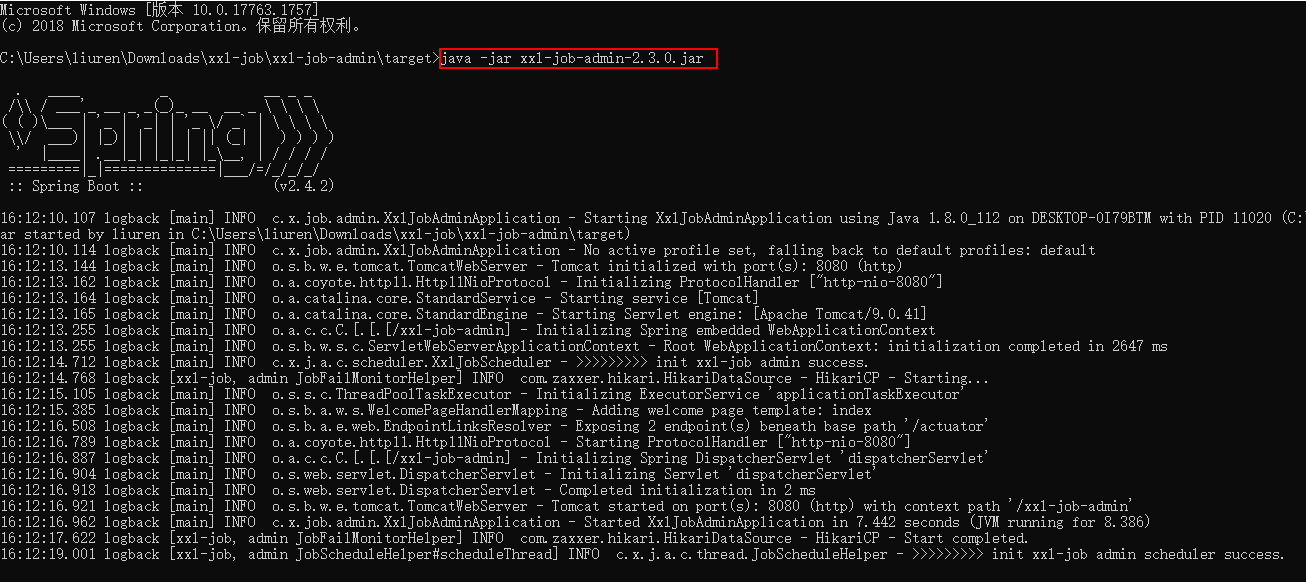 Microsoft Windows [版本 10.0.17763.1757]
(c) 2018 Microsoft Corporation。保留所有权利。
C:\Users\liuren\Downloads\xxl-job\xxl-job-admin\target>java -jar xxl-job-admin-2.3.0.jar
Spring
:: Spring Boot ::                (v2.4.2)
16:12:10.107 logback [main] INFO  c.x.job.admin.XxlJobAdminApplication - Starting XxlJobAdminApplication using Java 1.8.0_112 on DESKTOP-0I79BTM with PID 11020 (C:
ar started by liuren in C:\Users\liuren\Downloads\xxl-job\xxl-job-admin\target)
16:12:10.114 logback [main] INFO  c.x.job.admin.XxlJobAdminApplication - No active profile set, falling back to default profiles: default
16:12:13.144 logback [main] INFO  o.s.b.w.e.tomcat.TomcatWebServer - Tomcat initialized with port(s): 8080 (http)
16:12:13.162 logback [main] INFO  o.a.coyote.http11.Http11NioProtocol - Initializing ProtocolHandler ["http-nio-8080"]
16:12:13.164 logback [main] INFO  o.a.catalina.core.StandardService - Starting service [Tomcat]
16:12:13.165 logback [main] INFO  o.a.catalina.core.StandardEngine - Starting Servlet engine: [Apache Tomcat/9.0.41]
16:12:13.255 logback [main] INFO  o.a.c.c.C.[.[.[/xxl-job-admin] - Initializing Spring embedded WebApplicationContext
16:12:13.255 logback [main] INFO  o.s.b.w.s.c.ServletWebServerApplicationContext - Root WebApplicationContext: initialization completed in 2647 ms
16:12:14.712 logback [main] INFO  c.x.j.a.c.scheduler.XxlJobScheduler - >>>>>>>>> init xxl-job admin success.
16:12:14.768 logback [xxl-job, admin JobFailMonitorHelper] INFO  com.zaxxer.hikari.HikariDataSource - HikariCP - Starting...
16:12:15.105 logback [main] INFO  o.s.s.c.ThreadPoolTaskExecutor - Initializing ExecutorService 'applicationTaskExecutor'
16:12:15.385 logback [main] INFO  o.s.b.a.w.s.WelcomePageHandlerMapping - Adding welcome page template: index
16:12:16.508 logback [main] INFO  o.s.b.a.e.web.EndpointLinksResolver - Exposing 2 endpoint(s) beneath base path '/actuator'
16:12:16.789 logback [main] INFO  o.a.coyote.http11.Http11NioProtocol - Starting ProtocolHandler ["http-nio-8080"]
16:12:16.887 logback [main] INFO  o.a.c.c.C.[.[.[/xxl-job-admin] - Initializing Spring DispatcherServlet 'dispatcherServlet'
16:12:16.904 logback [main] INFO  o.s.web.servlet.DispatcherServlet - Initializing Servlet 'dispatcherServlet'
16:12:16.918 logback [main] INFO  o.s.web.servlet.DispatcherServlet - Completed initialization in 2 ms
16:12:16.921 logback [main] INFO  o.s.b.w.e.tomcat.TomcatWebServer - Tomcat started on port(s): 8080 (http) with context path '/xxl-job-admin'
16:12:16.962 logback [main] INFO  c.x.job.admin.XxlJobAdminApplication - Started XxlJobAdminApplication in 7.442 seconds (JVM running for 8.386)
16:12:17.622 logback [xxl-job, admin JobFailMonitorHelper] INFO  com.zaxxer.hikari.HikariDataSource - HikariCP - Start completed.
16:12:19.001 logback [xxl-job, admin JobScheduleHelper#scheduleThread] INFO  c.x.j.a.c.thread.JobScheduleHelper - >>>>>>>>> init xxl-job admin scheduler success.